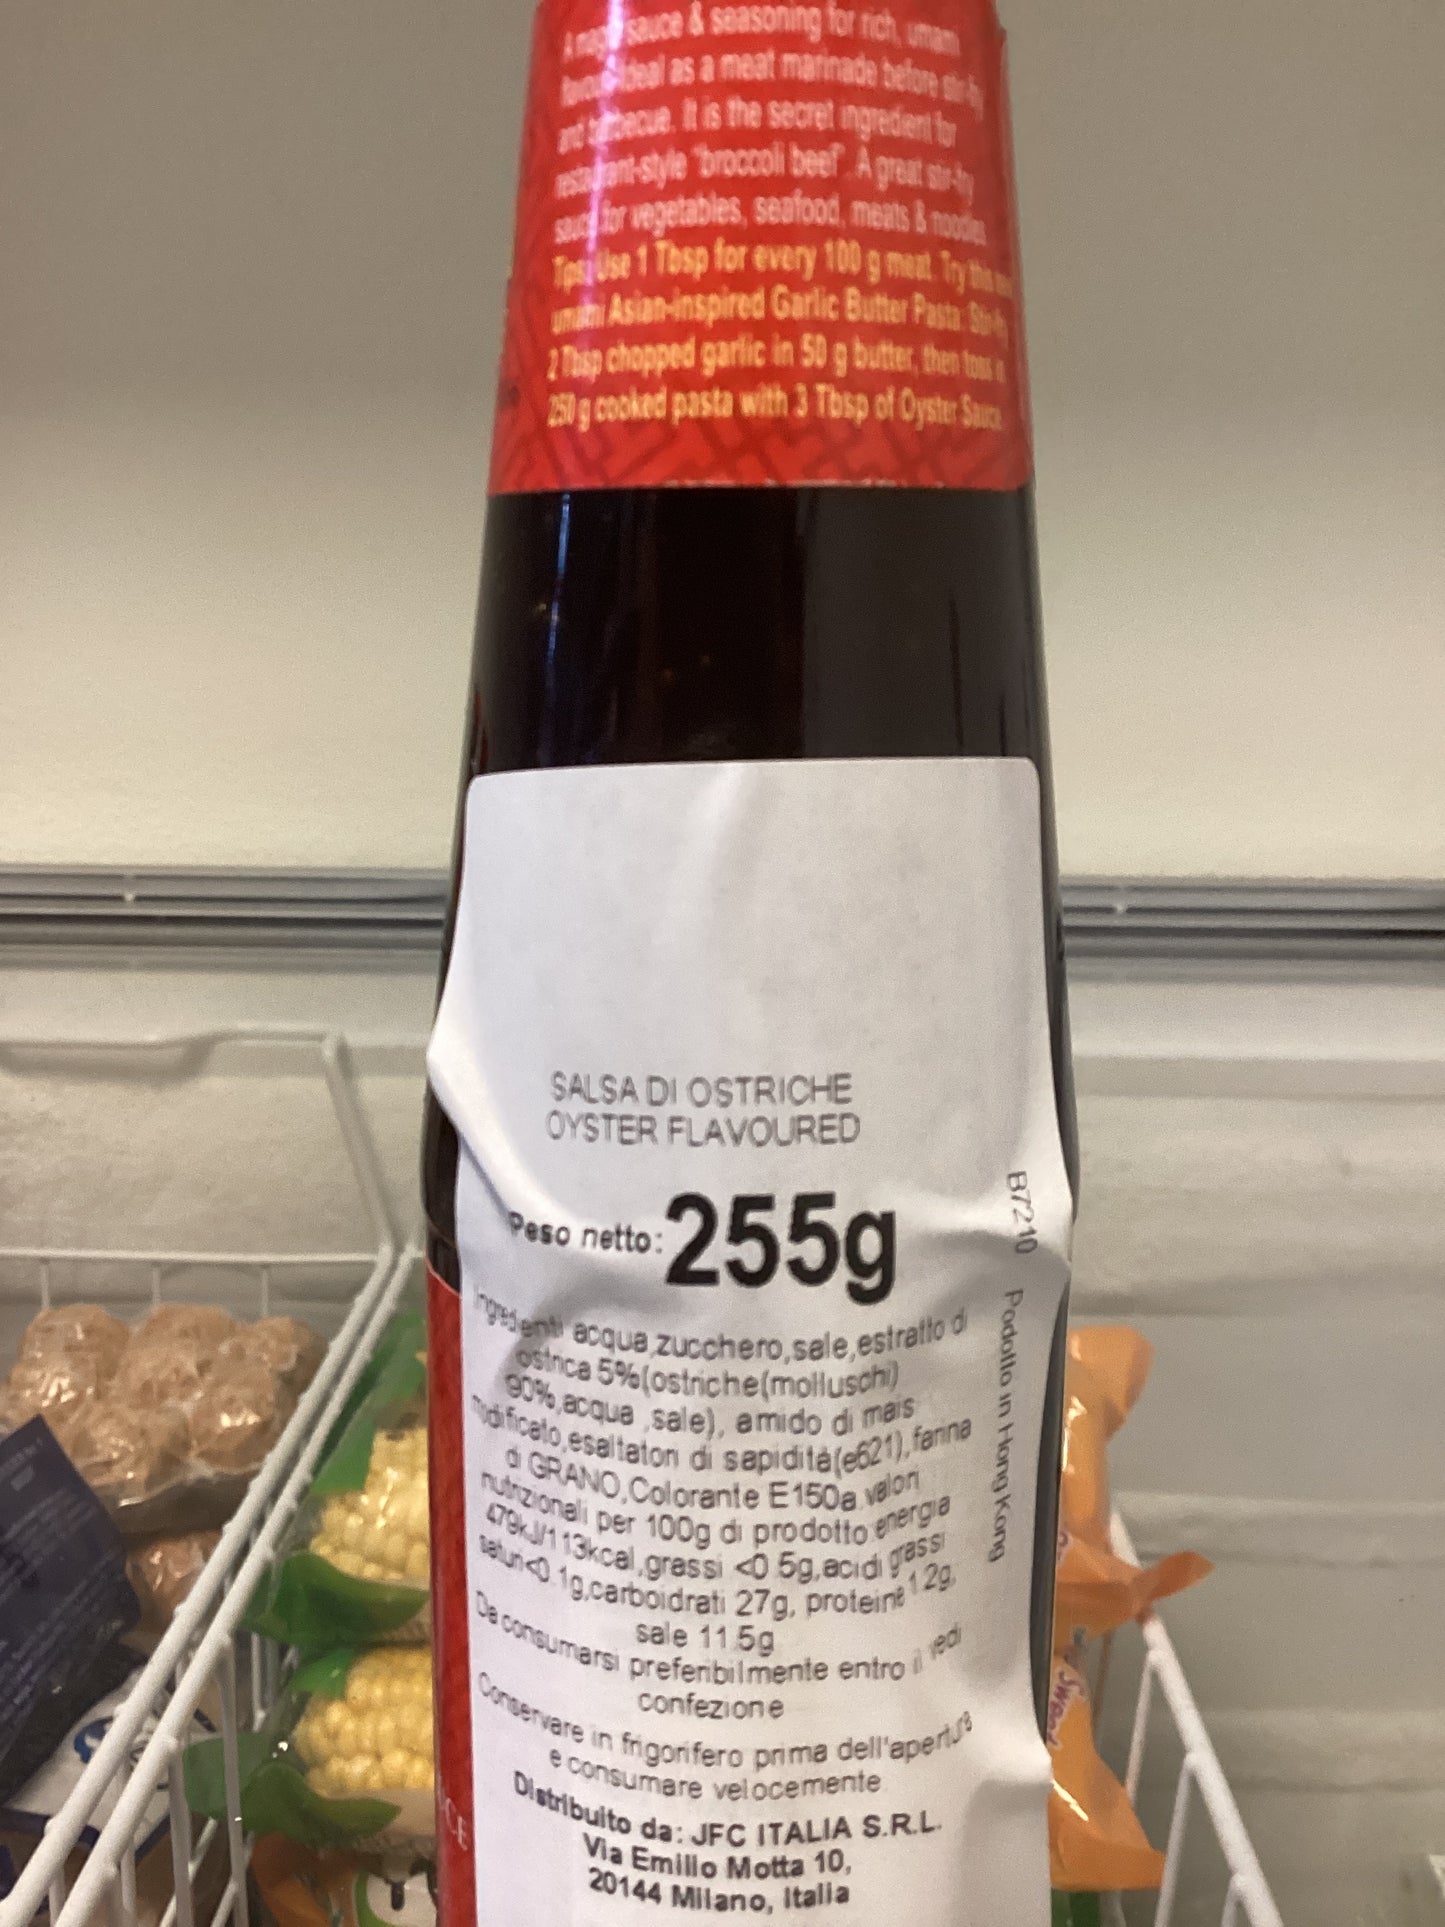 A magic sauce & seasoning for rich, umami
flavour. Ideal as a meat marinade before stir-fry
and barbecue. It is the secret ingredient for
restaurant-style "broccoli beef". A great stir-fry
sauce for vegetables, seafood, meats & noodles.
Tips: Use 1 Tbsp for every 100 g meat. Try this
umami Asian-inspired Garlic Butter Pasta: Stir-fry
2 Tbsp chopped garlic in 50 g butter, then toss in
250 g cooked pasta with 3 Tbsp of Oyster Sauce.
SALSA DI OSTRICHE
OYSTER FLAVOURED
Peso netto: 255g
Ingredenti acqua,zucchero,sale,estratto di
ostrica 5%(ostriche(molluschi)
90%,acqua ,sale), amido di mais
modificato,esaltatori di sapidità(e621),farina
di GRANO,Colorante E150a valori
nutrizionali per 100g di prodotto energia
479kJ/113kcal,grassi <0.5g,acidi grassi
saturi<0.1g,carboidrati 27g, proteine 1.2g,
sale 11.5g
Da consumarsi preferibilmente entro il vedi
confezione
Conservare in frigorifero prima dell'apertura
e consumare velocemente
Distribuito da: JFC ITALIA S.R.L.
Via Emilio Motta 10,
20144 Milano, Italia
B7210 Podotto in Hong Kong